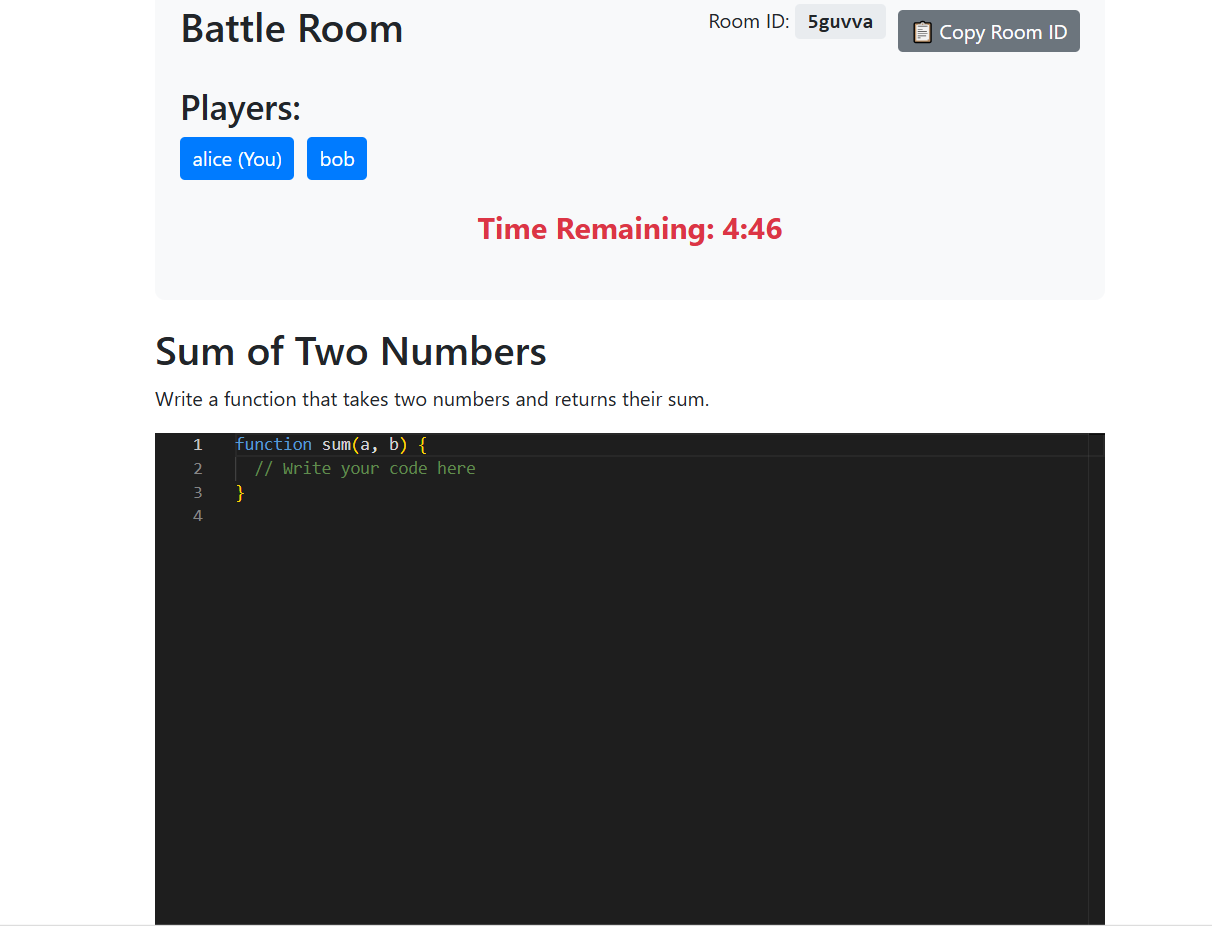 Battle Room
Room ID: 5guvva
📋 Copy Room ID
Players:
alice (You)
bob
Time Remaining: 4:46
Sum of Two Numbers
Write a function that takes two numbers and returns their sum.
1 function sum(a, b) {
2   // Write your code here
3 }
4